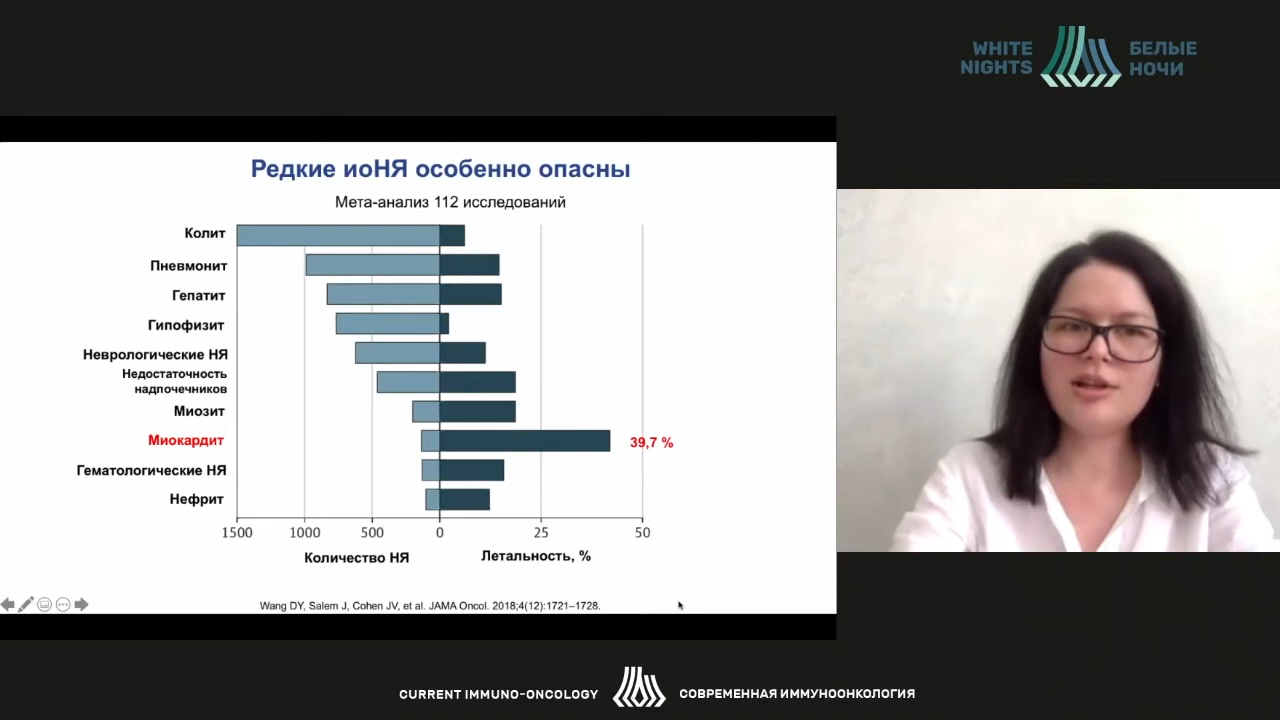 WHITE
NIGHTS
БЕЛЫЕ
НОЧИ
Редкие иоНЯ особенно опасны
Мета-анализ 112 исследований
Колит
Пневмонит
Гепатит
Гипофизит
Неврологические НЯ
Недостаточность
надпочечников
Миозит
Миокардит
39,7 %
Гематологические НЯ
Нефрит
1500 1000 500 0 25 50
Количество НЯ
Летальность, %
Wang DY, Salem J, Cohen JV, et al. JAMA Oncol. 2018;4(12):1721–1728.
CURRENT IMMUNO-ONCOLOGY
СОВРЕМЕННАЯ ИММУНООНКОЛОГИЯ